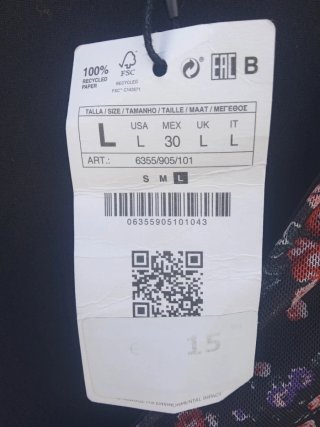 100%
RECYCLED
PAPER
FSC
RECYCLED
EAC B
TALLA / SIZE / TAMANHO / TAILLE / MAAT / ΜΕΓΕΘΟΣ
L
USA MEX UK IT
L 30 L L
ART.: 6355/905/101
S M L
06355905101043
15